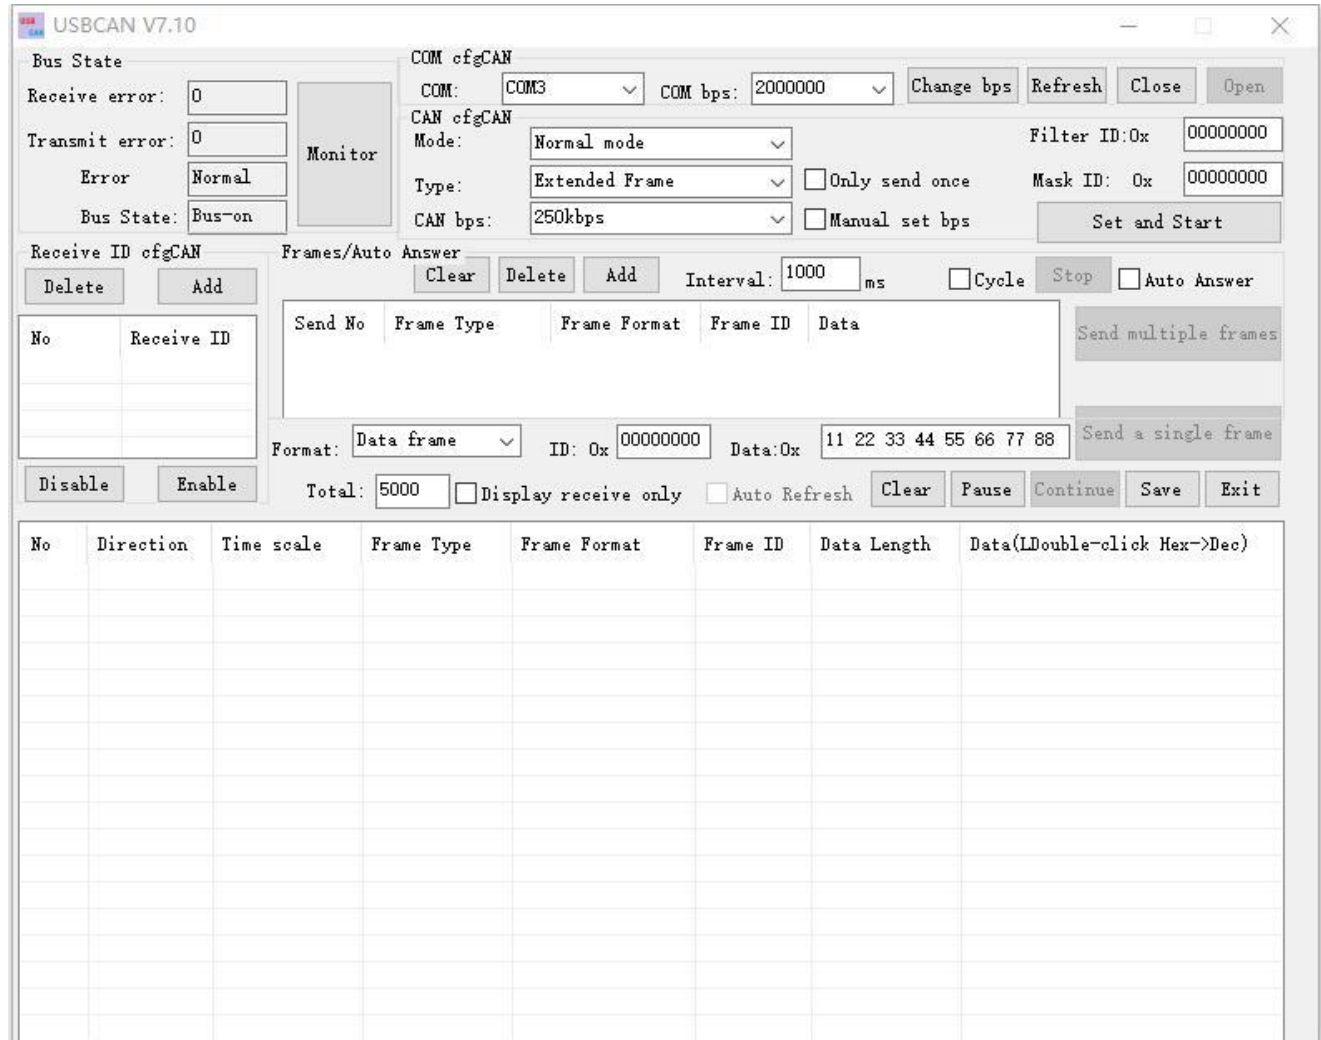 USBCAN V7.10
Bus State
Receive error: 0
Transmit error: 0
Error Normal
Bus State: Bus-on
Monitor
COM cfgCAN
COM: COM3 COM bps: 2000000 Change bps Refresh Close Open
CAN cfgCAN
Mode: Normal mode Filter ID:0x 00000000
Type: Extended Frame Only send once Mask ID: 0x 00000000
CAN bps: 250kbps Manual set bps Set and Start
Receive ID cfgCAN
Delete Add
No Receive ID
Disable Enable
Frames/Auto Answer
Clear Delete Add Interval: 1000 ms Cycle Stop Auto Answer
Send No Frame Type Frame Format Frame ID Data
Send multiple frames
Send a single frame
Format: Data frame ID: 0x 00000000 Data:0x 11 22 33 44 55 66 77 88
Total: 5000 Display receive only Auto Refresh Clear Pause Continue Save Exit
No Direction Time scale Frame Type Frame Format Frame ID Data Length Data(LDouble-click Hex->Dec)